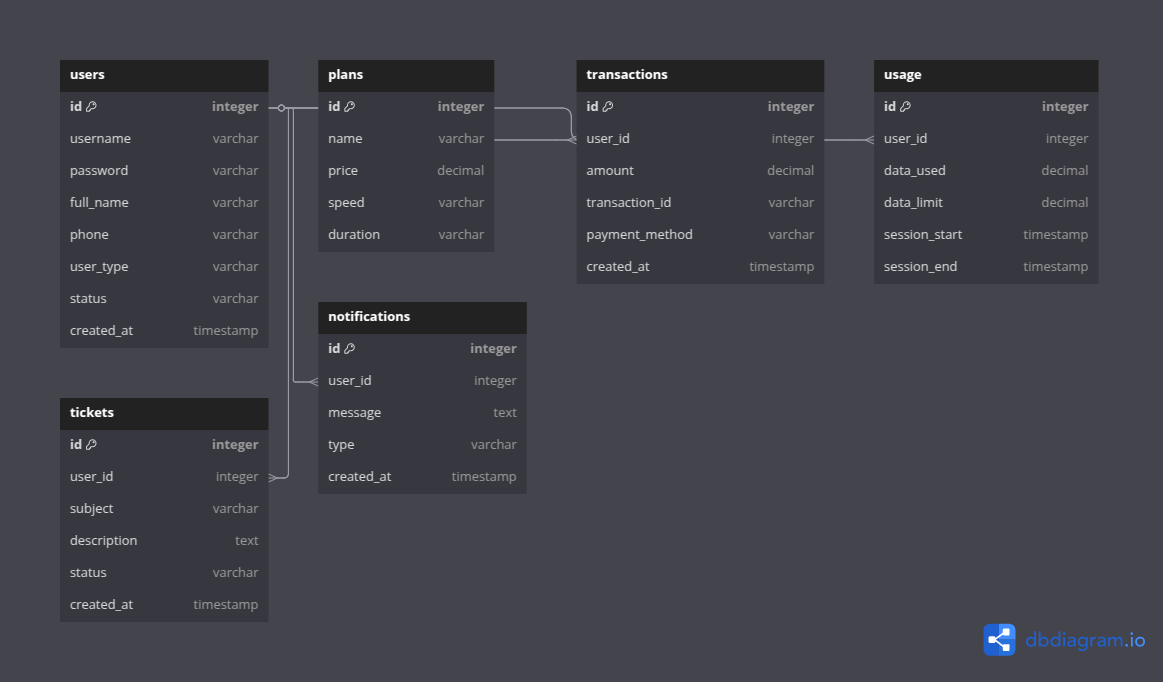 users
id integer
username varchar
password varchar
full_name varchar
phone varchar
user_type varchar
status varchar
created_at timestamp
plans
id integer
name varchar
price decimal
speed varchar
duration varchar
transactions
id integer
user_id integer
amount decimal
transaction_id varchar
payment_method varchar
created_at timestamp
usage
id integer
user_id integer
data_used decimal
data_limit decimal
session_start timestamp
session_end timestamp
notifications
id integer
user_id integer
message text
type varchar
created_at timestamp
tickets
id integer
user_id integer
subject varchar
description text
status varchar
created_at timestamp
dbdiagram.io